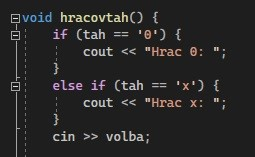 void hracovtah() {
if (tah == '0') {
cout << "Hrac 0: ";
}
else if (tah == 'x') {
cout << "Hrac x: ";
}
cin >> volba;